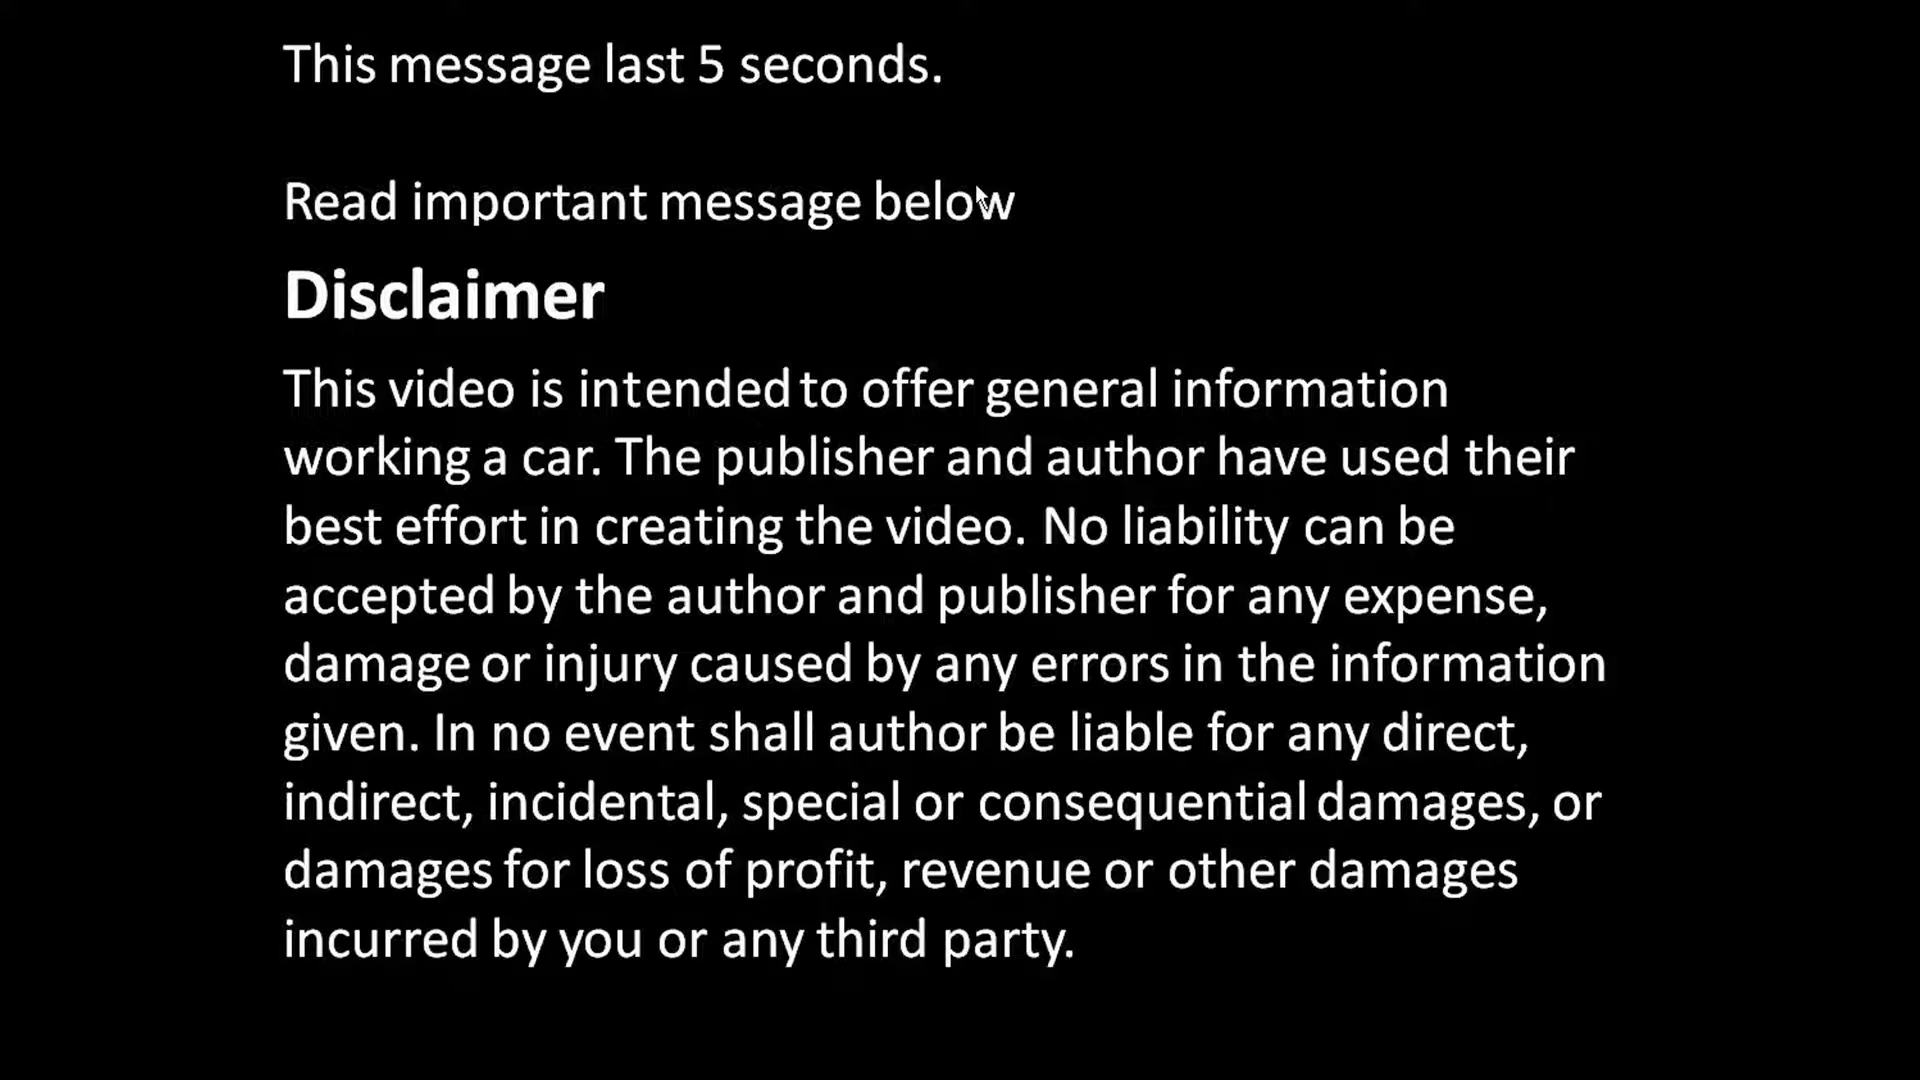 This message last 5 seconds.
Read important message below
Disclaimer
This video is intended to offer general information
working a car. The publisher and author have used their
best effort in creating the video. No liability can be
accepted by the author and publisher for any expense,
damage or injury caused by any errors in the information
given. In no event shall author be liable for any direct,
indirect, incidental, special or consequential damages, or
damages for loss of profit, revenue or other damages
incurred by you or any third party.